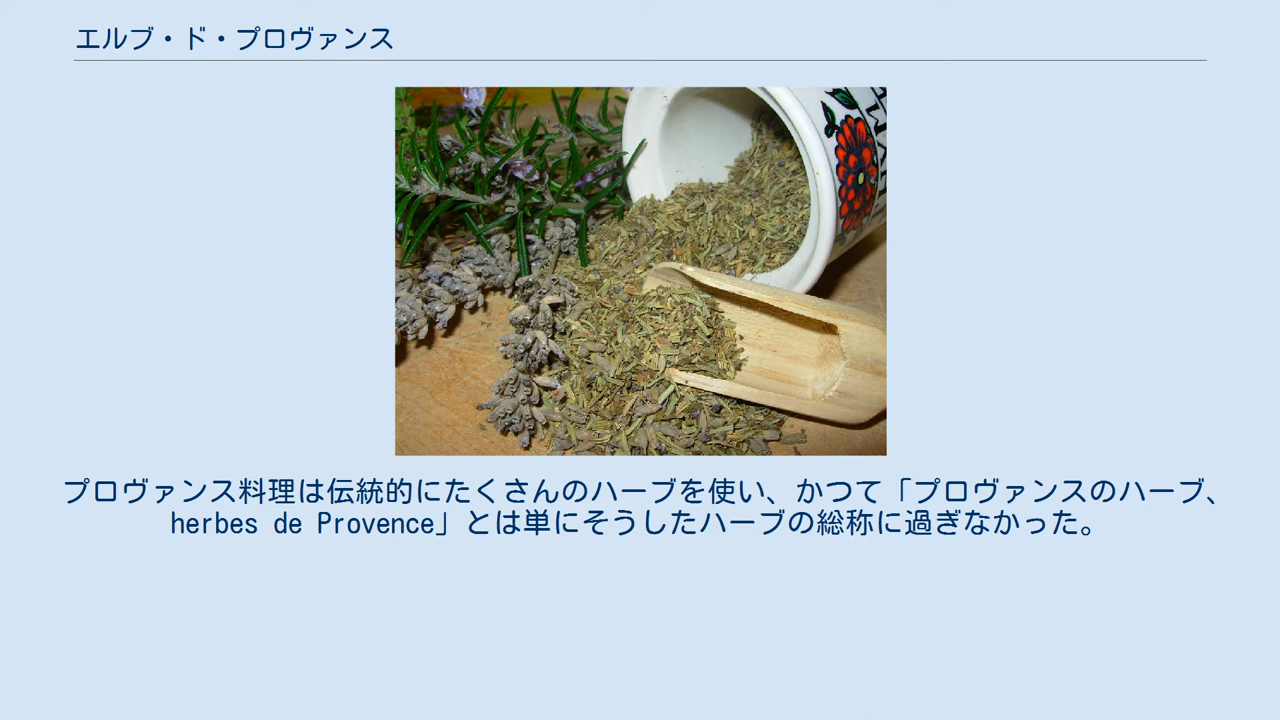 エルブ・ド・プロヴァンス
プロヴァンス料理は伝統的にたくさんのハーブを使い、かつて「プロヴァンスのハーブ、
herbes de Provence」とは単にそうしたハーブの総称に過ぎなかった。